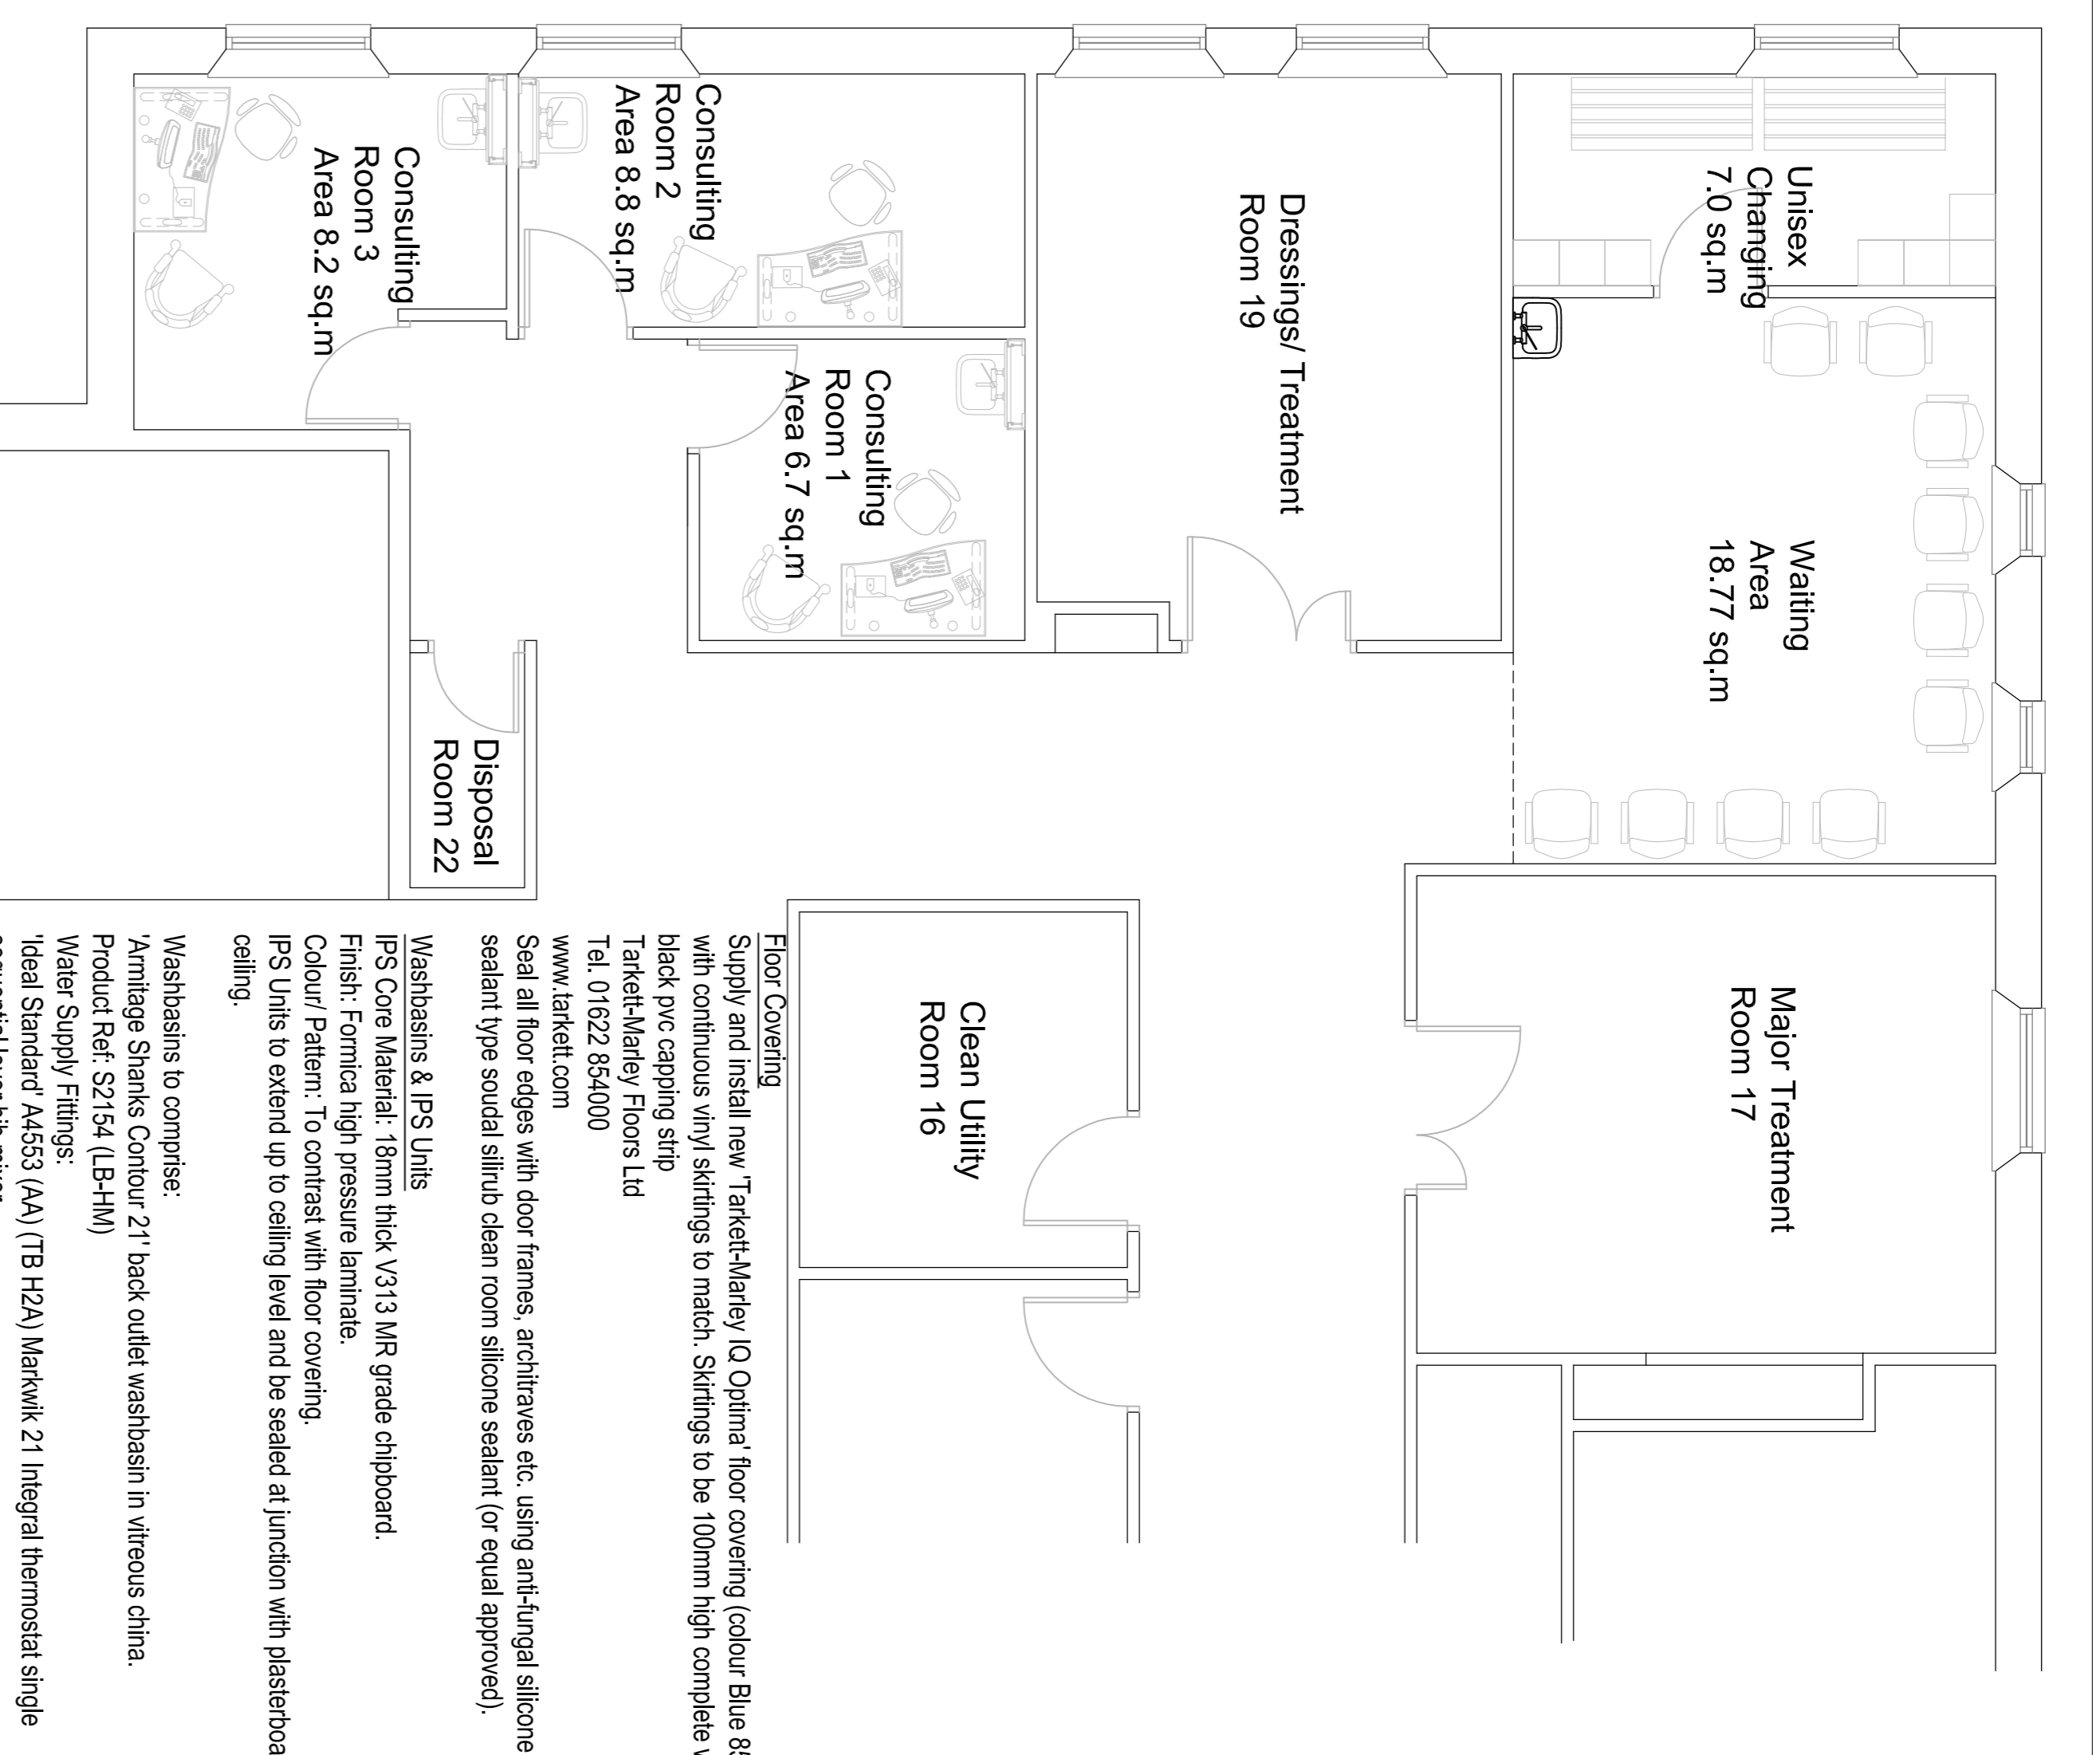 Unisex
Changing
7.0 sq.m
Waiting
Area
18.77 sq.m
Major Treatment
Room 17
Dressings/ Treatment
Room 19
Clean Utility
Room 16
Consulting
Room 1
Area 6.7 sq.m
Consulting
Room 2
Area 8.8 sq.m
Consulting
Room 3
Area 8.2 sq.m
Disposal
Room 22
Floor Covering
Supply and install new 'Tarkett-Marley IQ Optima' floor covering (colour Blue
with continuous vinyl skirtings to match. Skirtings to be 100mm high complete
black pvc capping strip
Tarkett-Marley Floors Ltd
Tel. 01622 854000
www.tarkett.com
Seal all floor edges with door frames, architraves etc. using anti-fungal silicone
sealant type soudal silirub clean room silicone sealant (or equal approved).
Washbasins & IPS Units
IPS Core Material: 18mm thick V313 MR grade chipboard.
Finish: Formica high pressure laminate.
Colour/ Pattern: To contrast with floor covering.
IPS Units to extend up to ceiling level and be sealed at junction with
ceiling.
Washbasins to comprise:
'Armitage Shanks Contour 21' back outlet washbasin in vitreous china.
Product Ref: S2154 (LB-HM)
Water Supply Fittings:
'Ideal Standard' A4553 (AA) (TB H2A) Markwik 21 Integral thermostat single